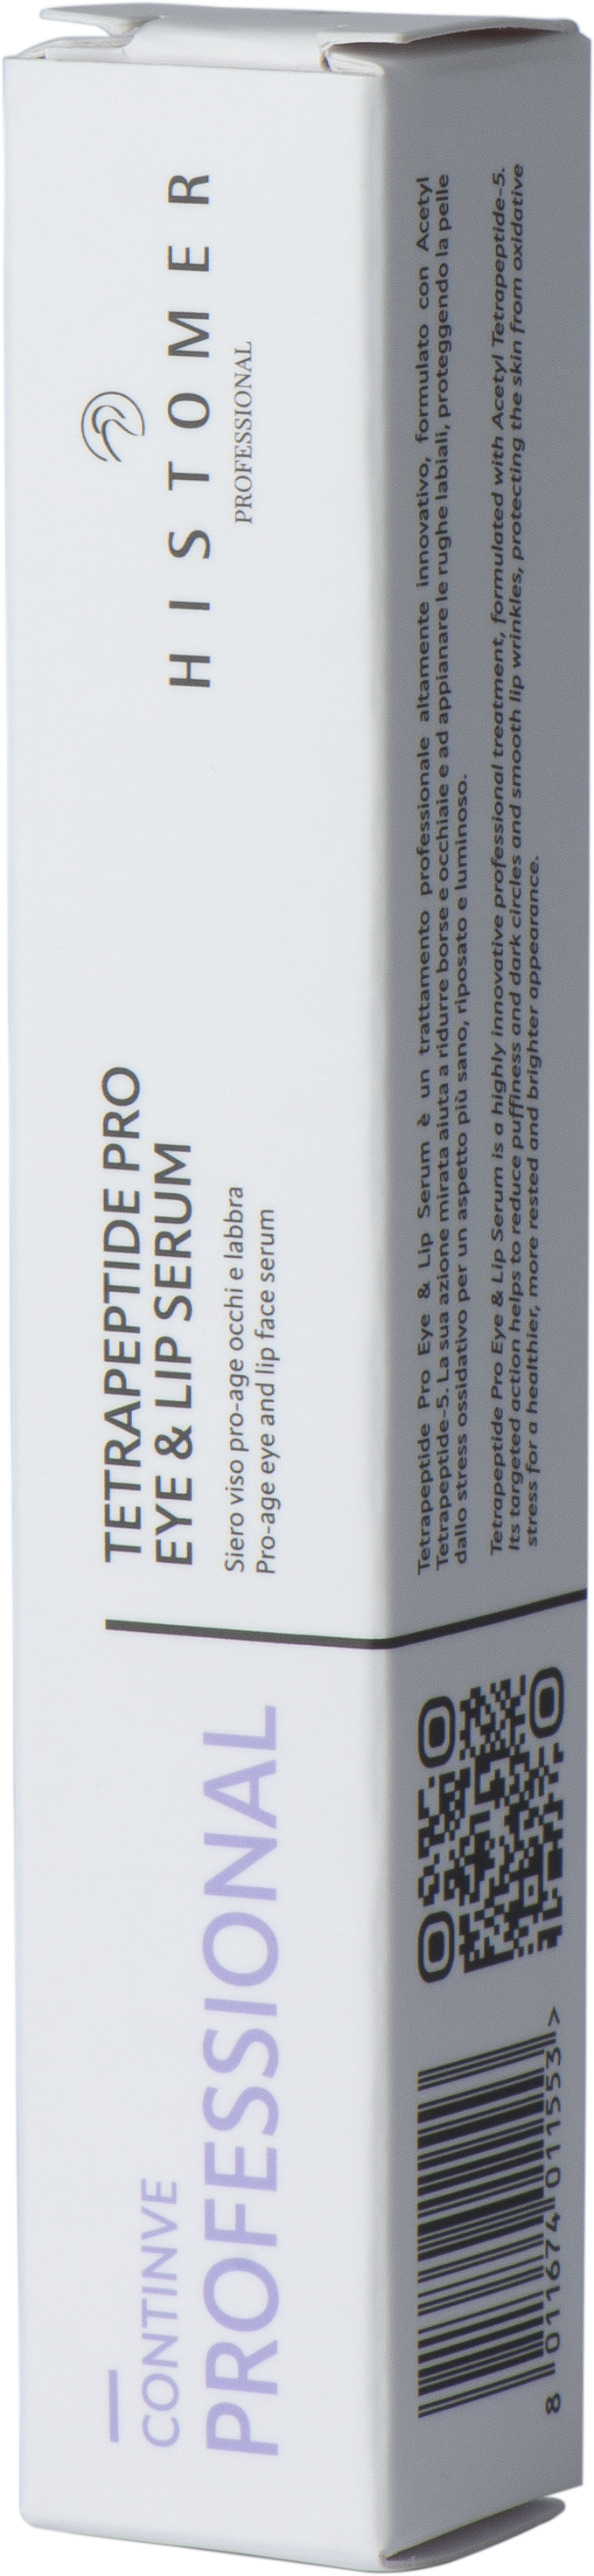 HISTOMER
PROFESSIONAL
TETRAPEPTIDE PRO
EYE & LIP SERUM
Siero viso pro-age occhi e labbra
Pro-age eye and lip face serum
CONTINVE
PROFESSIONAL
Tetrapeptide Pro Eye & Lip Serum è un trattamento professionale altamente innovativo, formulato con Acetyl
Tetrapeptide-5. La sua azione mirata aiuta a ridurre borse e occhiaie e ad appianare le rughe labiali, proteggendo la pelle
dallo stress ossidativo per un aspetto più sano, riposato e luminoso.
Tetrapeptide Pro Eye & Lip Serum is a highly innovative professional treatment, formulated with Acetyl Tetrapeptide-5.
Its targeted action helps to reduce puffiness and dark circles and smooth lip wrinkles, protecting the skin from oxidative
stress for a healthier, more rested and brighter appearance.
8 011674 011553 >